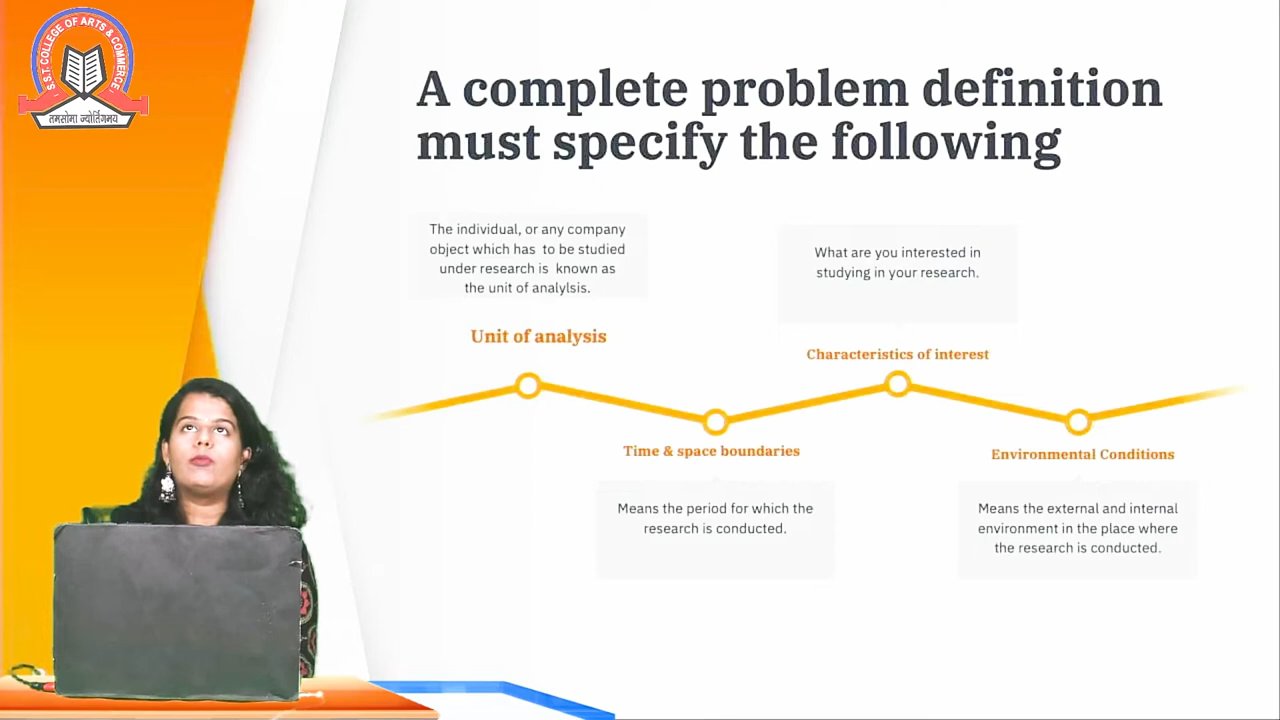 S.S.T. COLLEGE OF ARTS & COMMERCE
तमसोमा ज्योर्तिगमय
A complete problem definition
must specify the following
The individual, or any company
object which has to be studied
under research is known as
the unit of analylsis.
Unit of analysis
What are you interested in
studying in your research.
Characteristics of interest
Time & space boundaries
Means the period for which the
research is conducted.
Environmental Conditions
Means the external and internal
environment in the place where
the research is conducted.